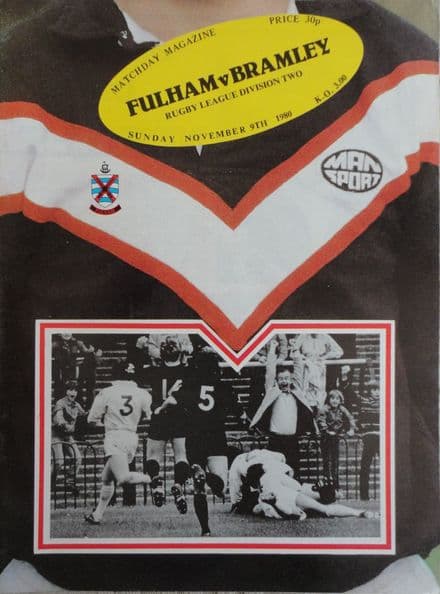 MATCHDAY MAGAZINE
PRICE 30p
FULHAM v BRAMLEY
RUGBY LEAGUE DIVISION TWO
SUNDAY NOVEMBER 9TH 1980
K.O. 3.00
MAN
SPORT
3
5